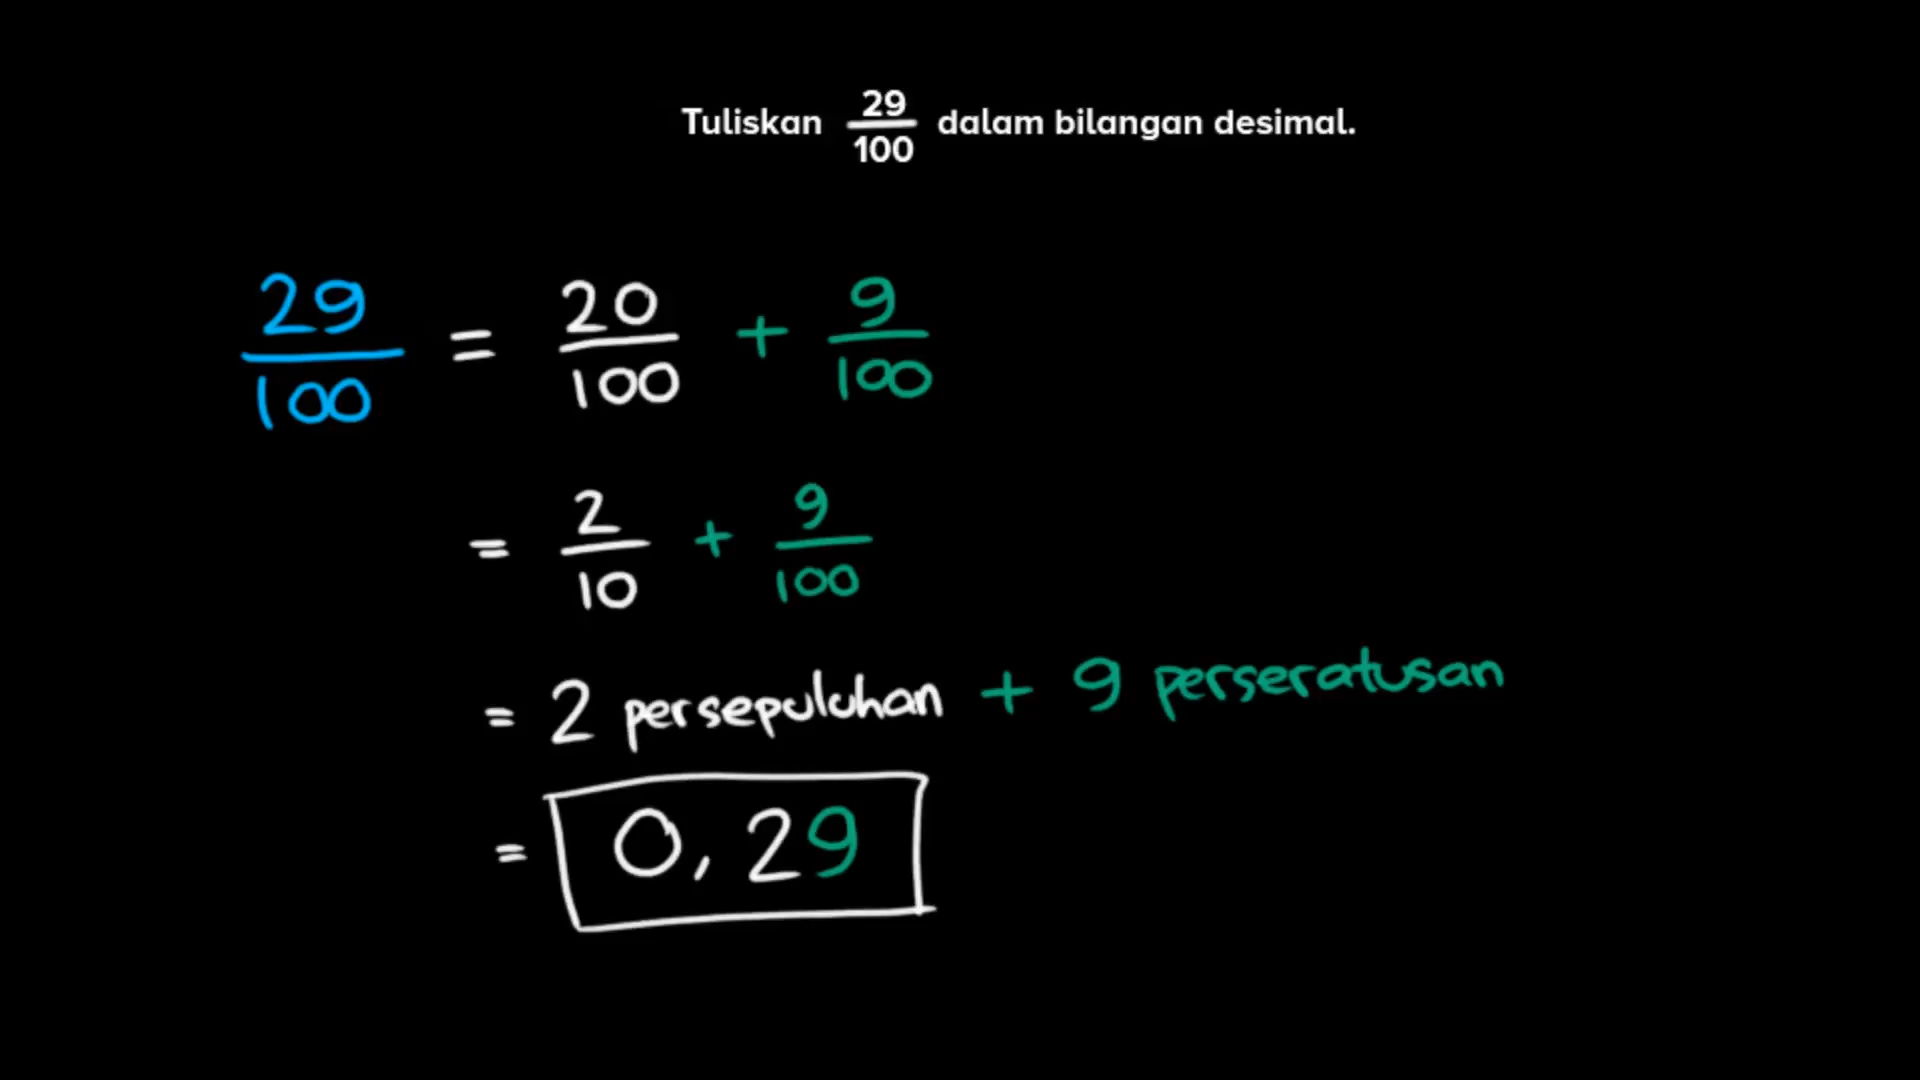 Tuliskan 29/100 dalam bilangan desimal.
29/100 = 20/100 + 9/100
= 2/10 + 9/100
= 2 persepuluhan + 9 perseratusan
= 0,29